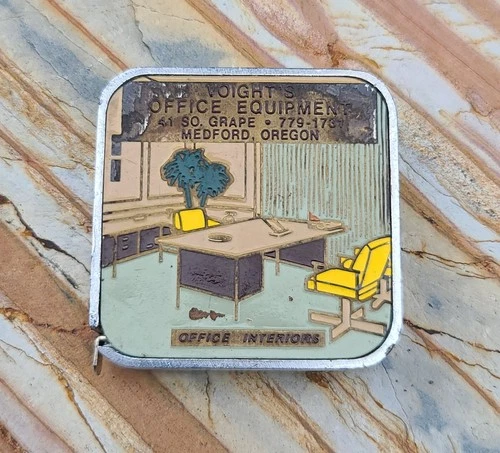 VOIGHT'S
OFFICE EQUIPMENT
41 SO. GRAPE • 779-173
MEDFORD, OREGON
OFFICE INTERIORS